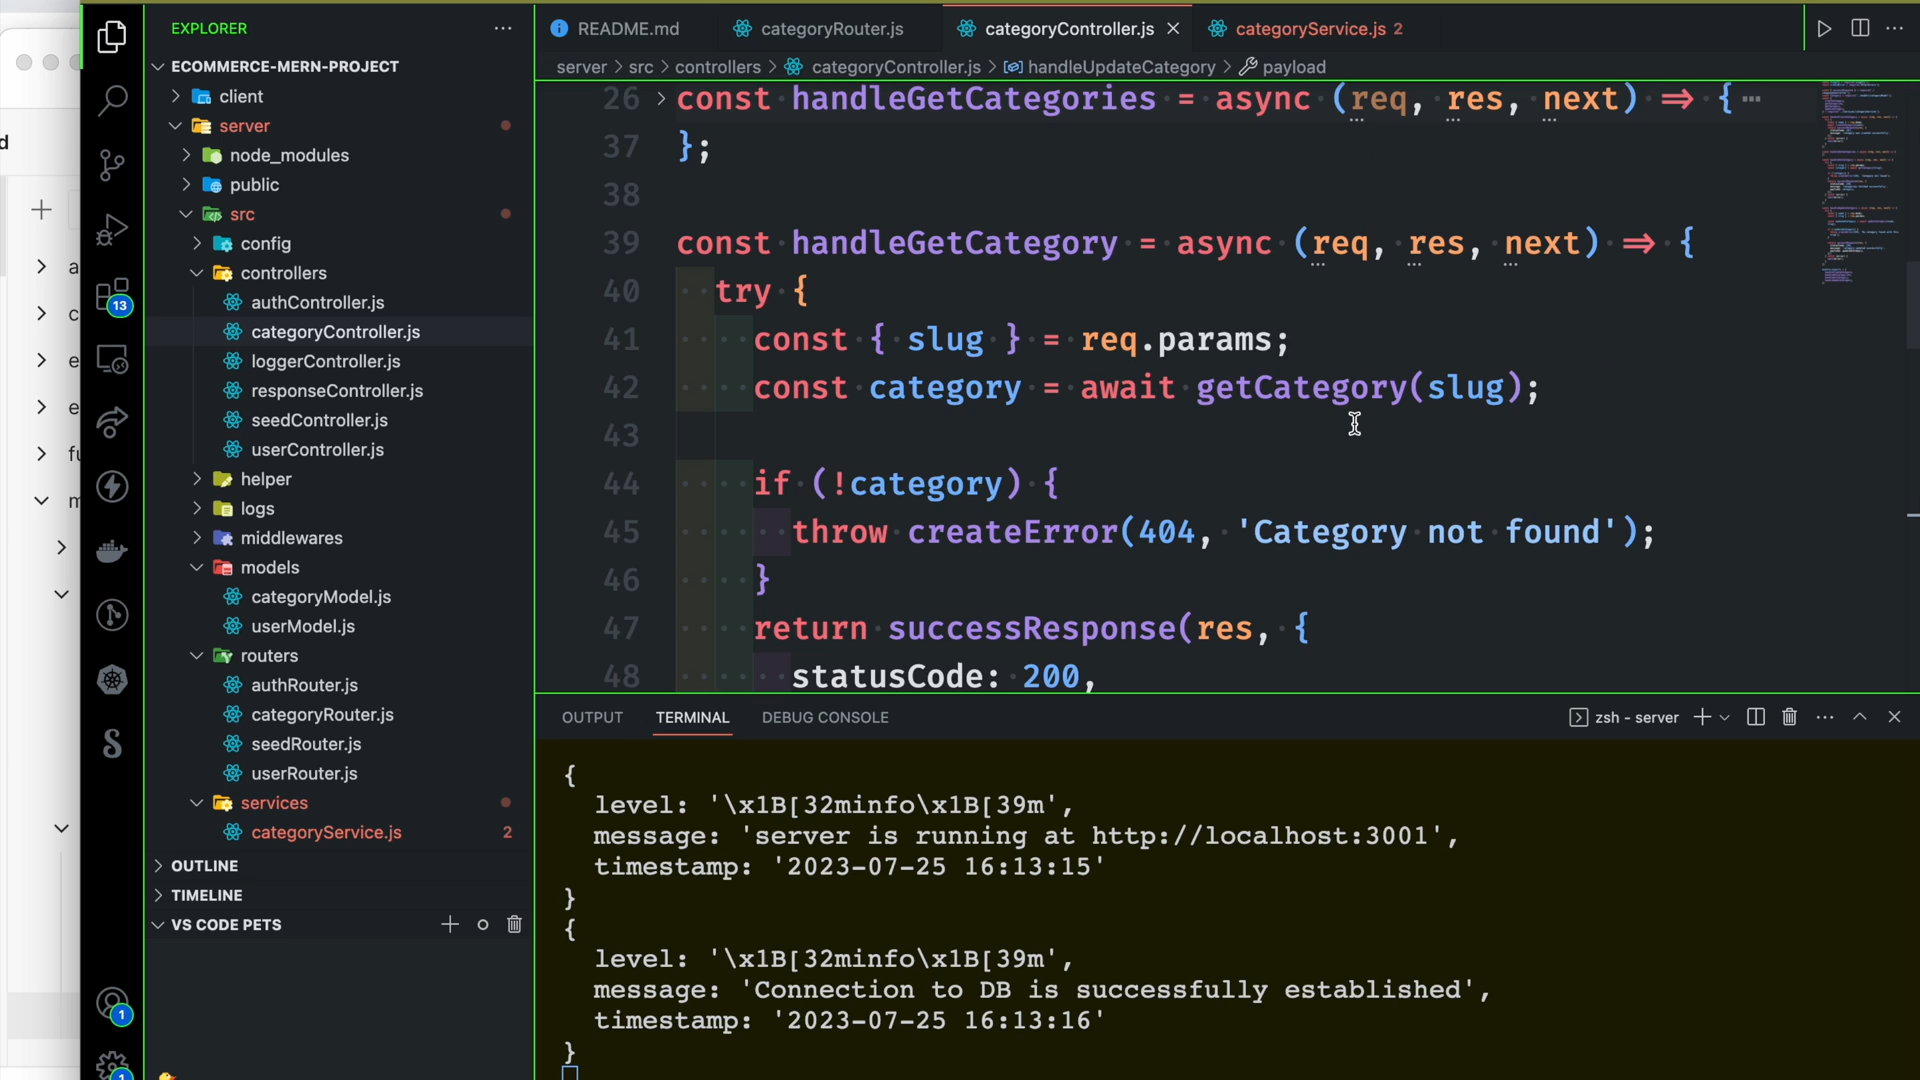 EXPLORER
ECOMMERCE-MERN-PROJECT
client
server
node_modules
public
src
config
controllers
authController.js
categoryController.js
loggerController.js
responseController.js
seedController.js
userController.js
helper
logs
middlewares
models
categoryModel.js
userModel.js
routers
authRouter.js
categoryRouter.js
seedRouter.js
userRouter.js
services
categoryService.js 2
OUTLINE
TIMELINE
VS CODE PETS
13
1
1
d
a
c
e
e
fu
m
README.md categoryRouter.js categoryController.js categoryService.js 2
server > src > controllers > categoryController.js > handleUpdateCategory > payload
26 const handleGetCategories = async (req, res, next) => {
37 };
38
39 const handleGetCategory = async (req, res, next) => {
40 try {
41 const { slug } = req.params;
42 const category = await getCategory(slug);
43
44 if (!category) {
45 throw createError(404, 'Category not found');
46 }
47 return successResponse(res, {
48 statusCode: 200,
OUTPUT TERMINAL DEBUG CONSOLE zsh - server
{
level: '\x1B[32minfo\x1B[39m',
message: 'server is running at http://localhost:3001',
timestamp: '2023-07-25 16:13:15'
}
{
level: '\x1B[32minfo\x1B[39m',
message: 'Connection to DB is successfully established',
timestamp: '2023-07-25 16:13:16'
}